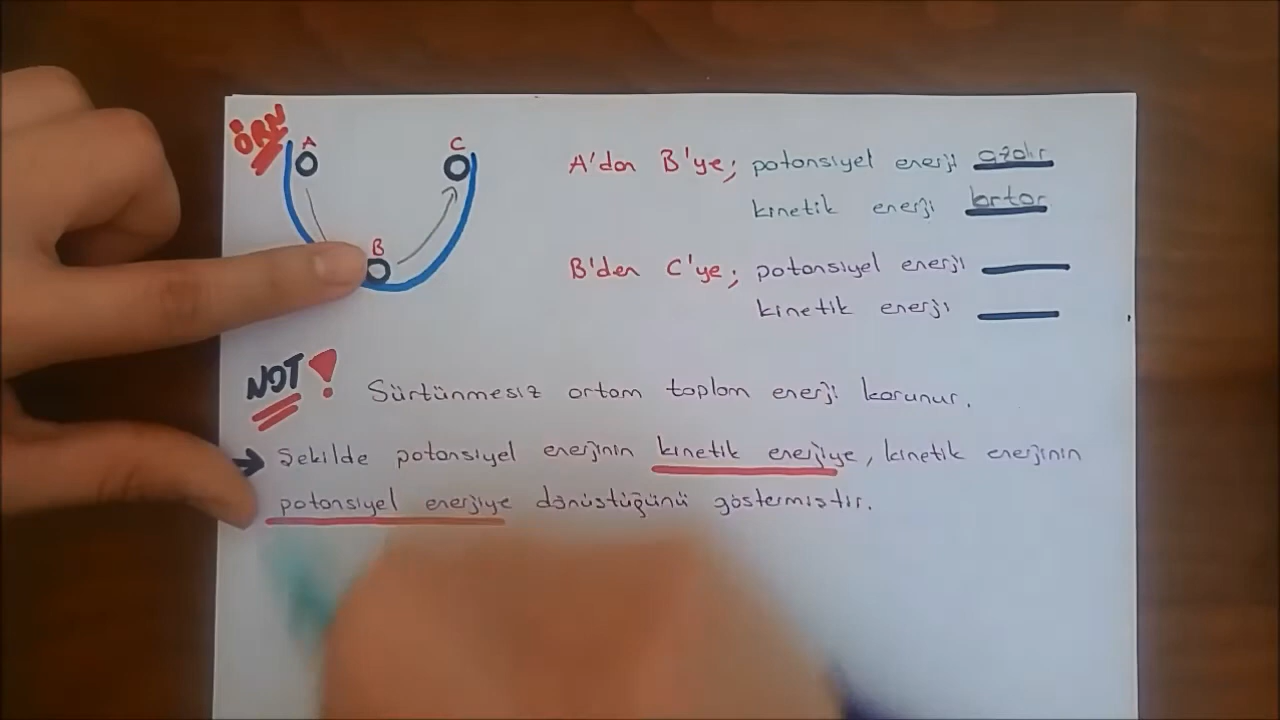 ÖRN
A
C
B
A'dan B'ye; potansiyel enerji azalır
kinetik enerji artar
B'den C'ye; potansiyel enerji
kinetik enerji
NOT!
Sürtünmesiz ortam toplam enerji korunur.
→ Şekilde potansiyel enerjinin kinetik enerjiye, kinetik enerjinin
potansiyel enerjiye dönüştüğünü göstermiştir.